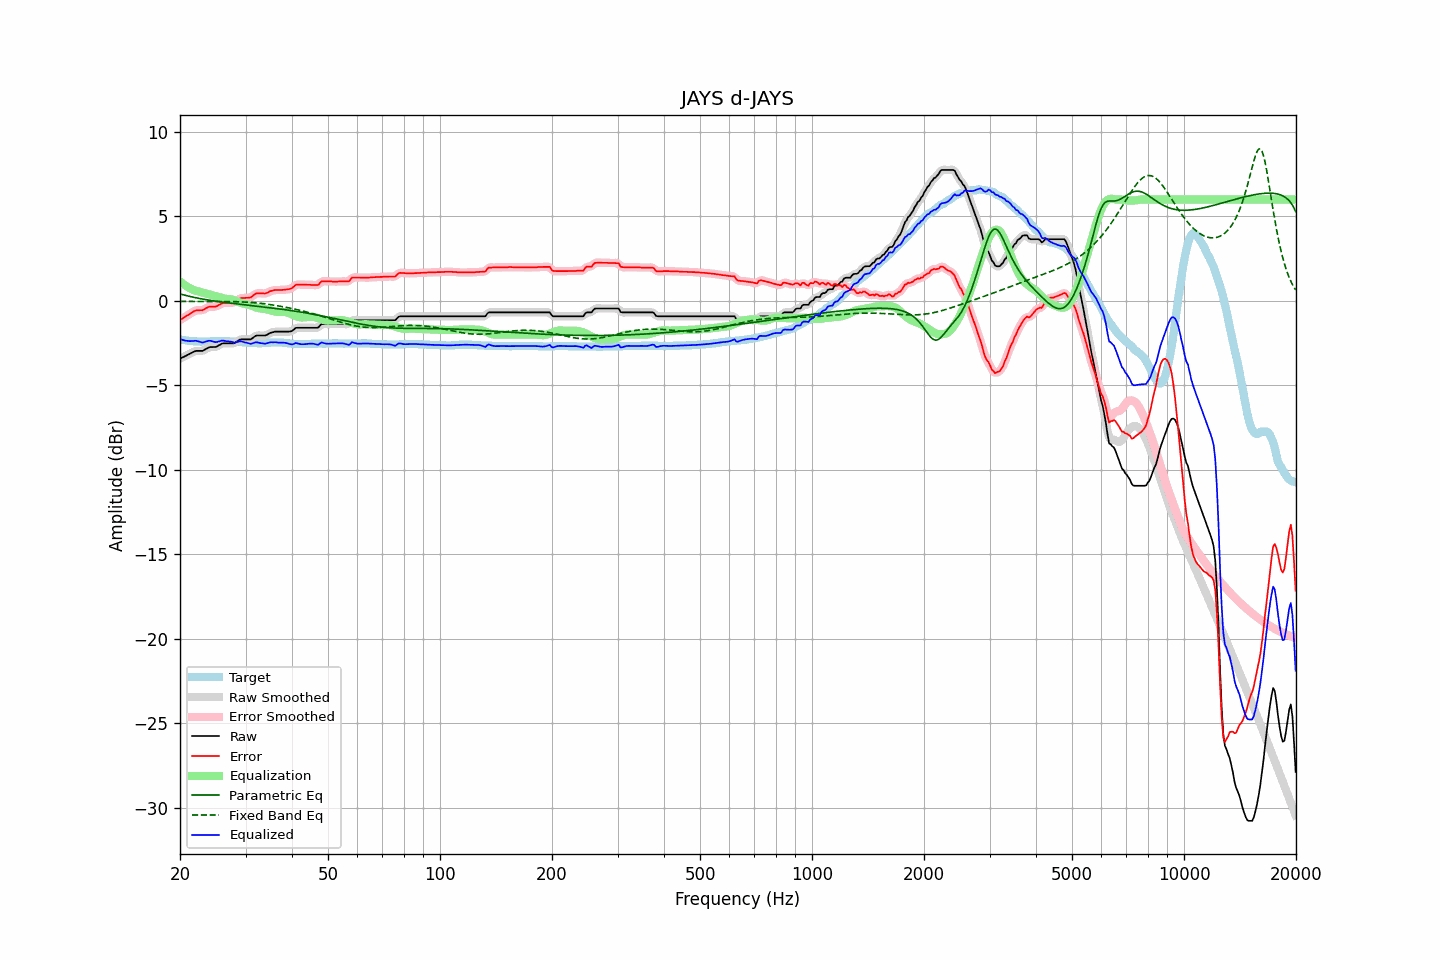 JAYS d-JAYS
10
5
0
−5
−10
−15
−20
−25
−30
Amplitude (dBr)
Target
Raw Smoothed
Error Smoothed
Raw
Error
Equalization
Parametric Eq
Fixed Band Eq
Equalized
20 50 100 200 500 1000 2000 5000 10000 20000
Frequency (Hz)